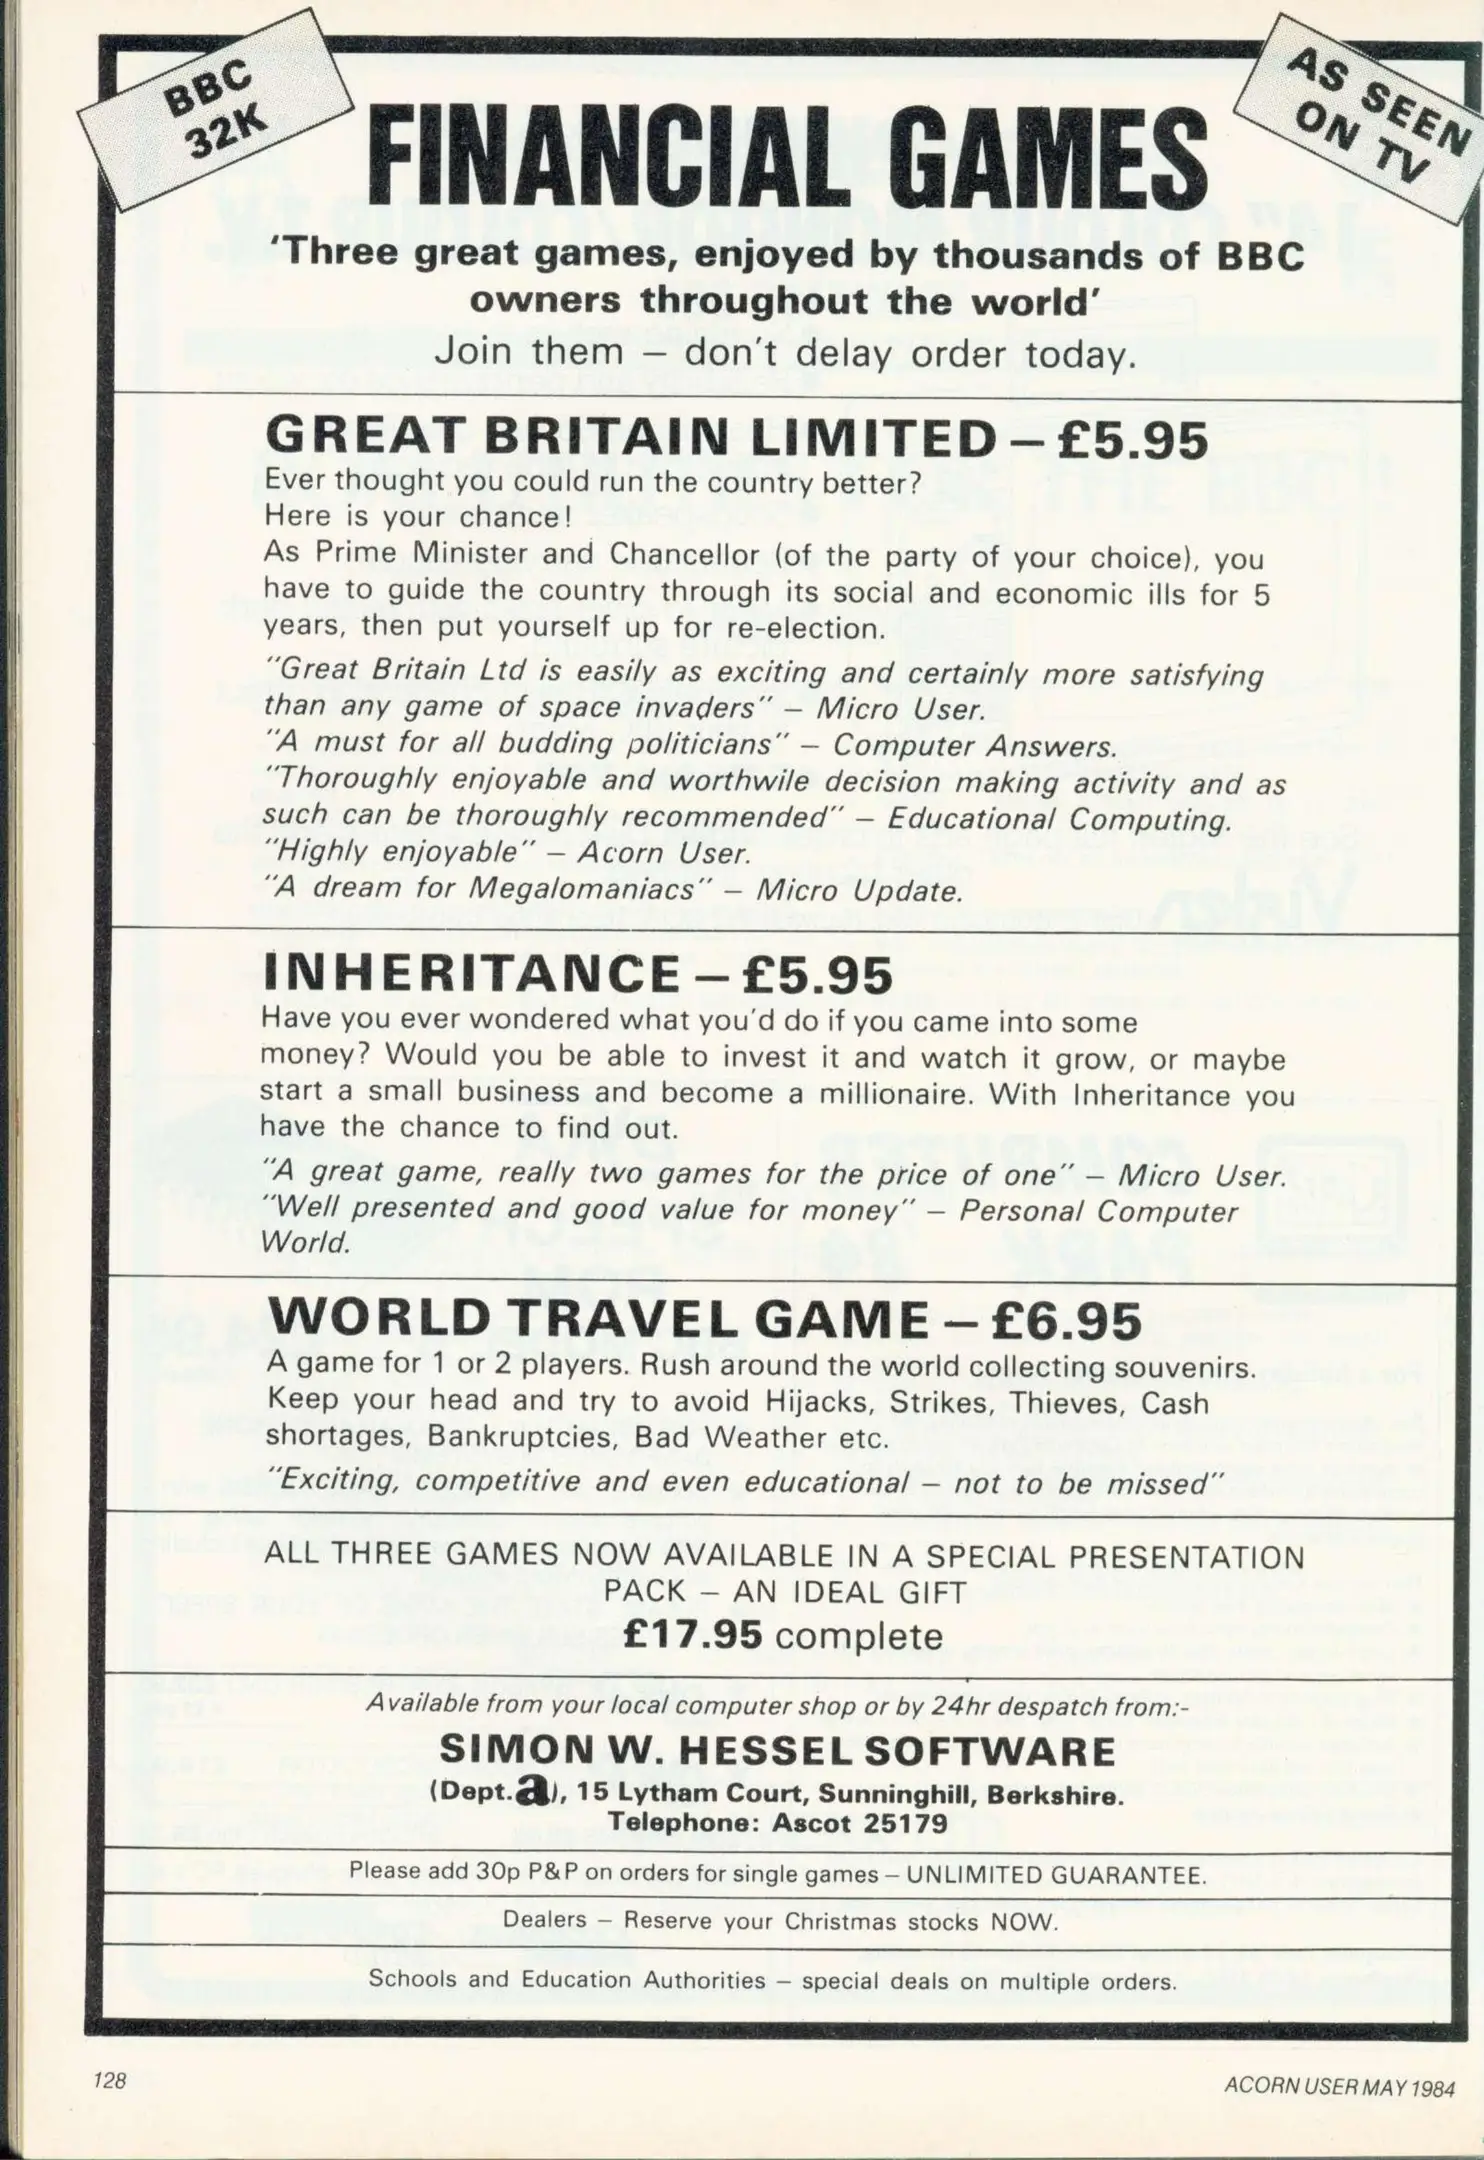 BBC
32K
AS SEEN
ON TV
FINANCIAL GAMES
'Three great games, enjoyed by thousands of BBC
owners throughout the world'
Join them – don't delay order today.
GREAT BRITAIN LIMITED – £5.95
Ever thought you could run the country better?
Here is your chance!
As Prime Minister and Chancellor (of the party of your choice), you
have to guide the country through its social and economic ills for 5
years, then put yourself up for re-election.
"Great Britain Ltd is easily as exciting and certainly more satisfying
than any game of space invaders" – Micro User.
"A must for all budding politicians" – Computer Answers.
"Thoroughly enjoyable and worthwile decision making activity and as
such can be thoroughly recommended" – Educational Computing.
"Highly enjoyable" – Acorn User.
"A dream for Megalomaniacs" – Micro Update.
INHERITANCE – £5.95
Have you ever wondered what you'd do if you came into some
money? Would you be able to invest it and watch it grow, or maybe
start a small business and become a millionaire. With Inheritance you
have the chance to find out.
"A great game, really two games for the price of one" – Micro User.
"Well presented and good value for money" – Personal Computer
World.
WORLD TRAVEL GAME – £6.95
A game for 1 or 2 players. Rush around the world collecting souvenirs.
Keep your head and try to avoid Hijacks, Strikes, Thieves, Cash
shortages, Bankruptcies, Bad Weather etc.
"Exciting, competitive and even educational – not to be missed"
ALL THREE GAMES NOW AVAILABLE IN A SPECIAL PRESENTATION
PACK – AN IDEAL GIFT
£17.95 complete
Available from your local computer shop or by 24hr despatch from:-
SIMON W. HESSEL SOFTWARE
(Dept. a), 15 Lytham Court, Sunninghill, Berkshire.
Telephone: Ascot 25179
Please add 30p P&P on orders for single games – UNLIMITED GUARANTEE.
Dealers – Reserve your Christmas stocks NOW.
Schools and Education Authorities – special deals on multiple orders.
128
ACORN USER MAY 1984